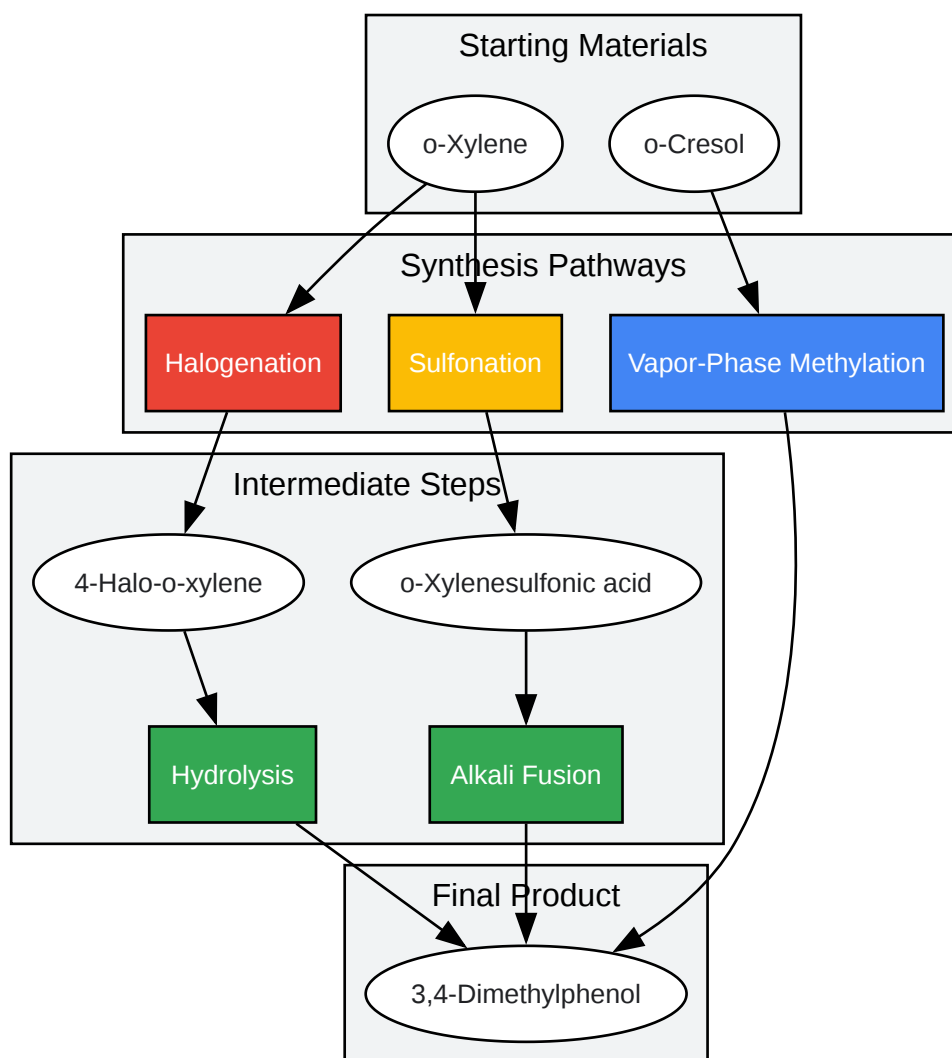 Starting Materials
o-Xylene
o-Cresol
Synthesis Pathways
Halogenation
Sulfonation
Vapor-Phase Methylation
Intermediate Steps
4-Halo-o-xylene
o-Xylenesulfonic acid
Hydrolysis
Alkali Fusion
Final Product
3,4-Dimethylphenol